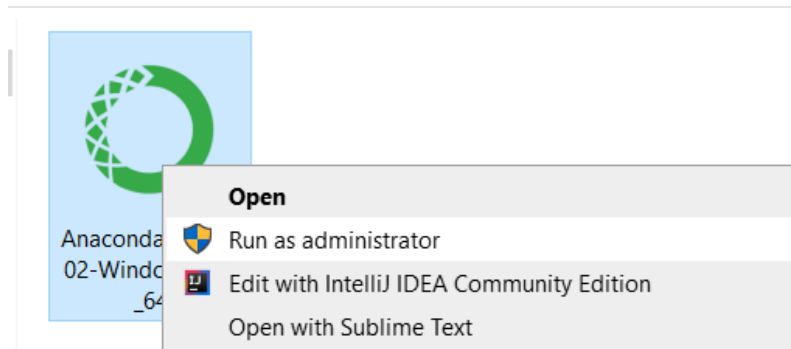 Open
Anaconda
Run as administrator
02-Windo
Edit with IntelliJ IDEA Community Edition
_64
Open with Sublime Text